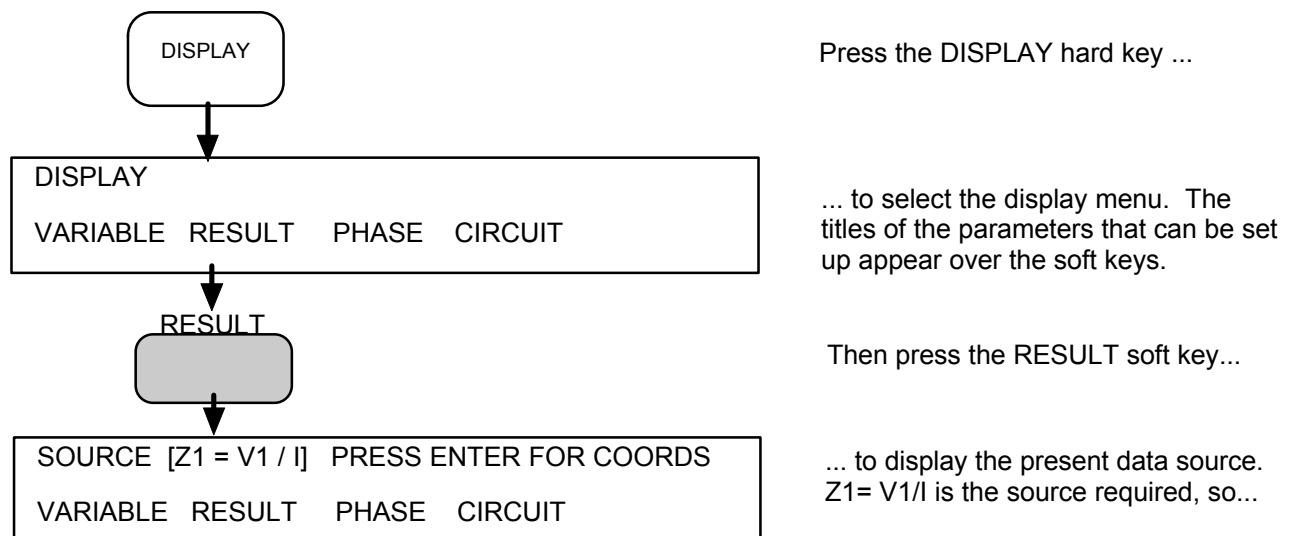 DISPLAY
Press the DISPLAY hard key ...
DISPLAY
VARIABLE RESULT PHASE CIRCUIT
... to select the display menu. The
titles of the parameters that can be set
up appear over the soft keys.
RESULT
Then press the RESULT soft key...
SOURCE [Z1 = V1 / I] PRESS ENTER FOR COORDS
VARIABLE RESULT PHASE CIRCUIT
... to display the present data source.
Z1= V1/I is the source required, so...